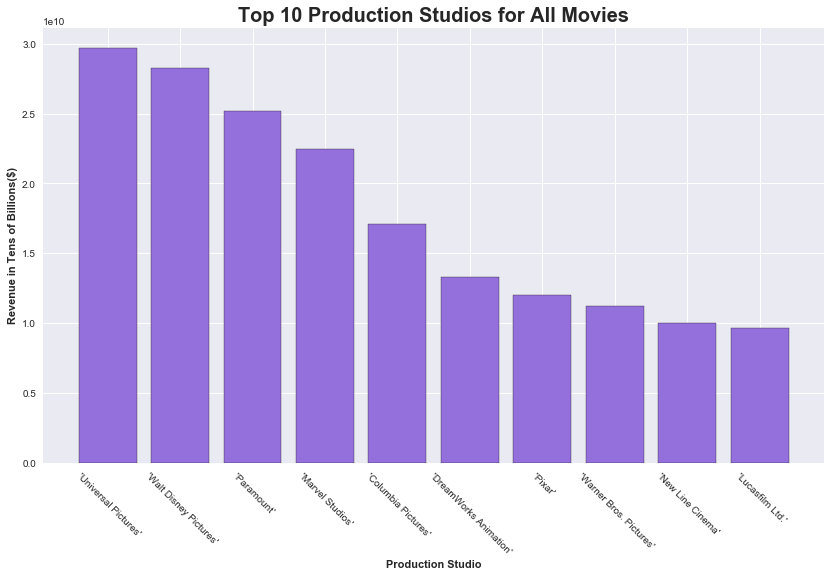 Top 10 Production Studios for All Movies
1e10
3.0
2.5
2.0
1.5
1.0
0.5
0.0
Revenue in Tens of Billions($)
'Universal Pictures'
'Walt Disney Pictures'
'Paramount'
'Marvel Studios'
'Columbia Pictures'
'DreamWorks Animation'
'Pixar'
'Warner Bros. Pictures'
'New Line Cinema'
'Lucasfilm Ltd.'
Production Studio